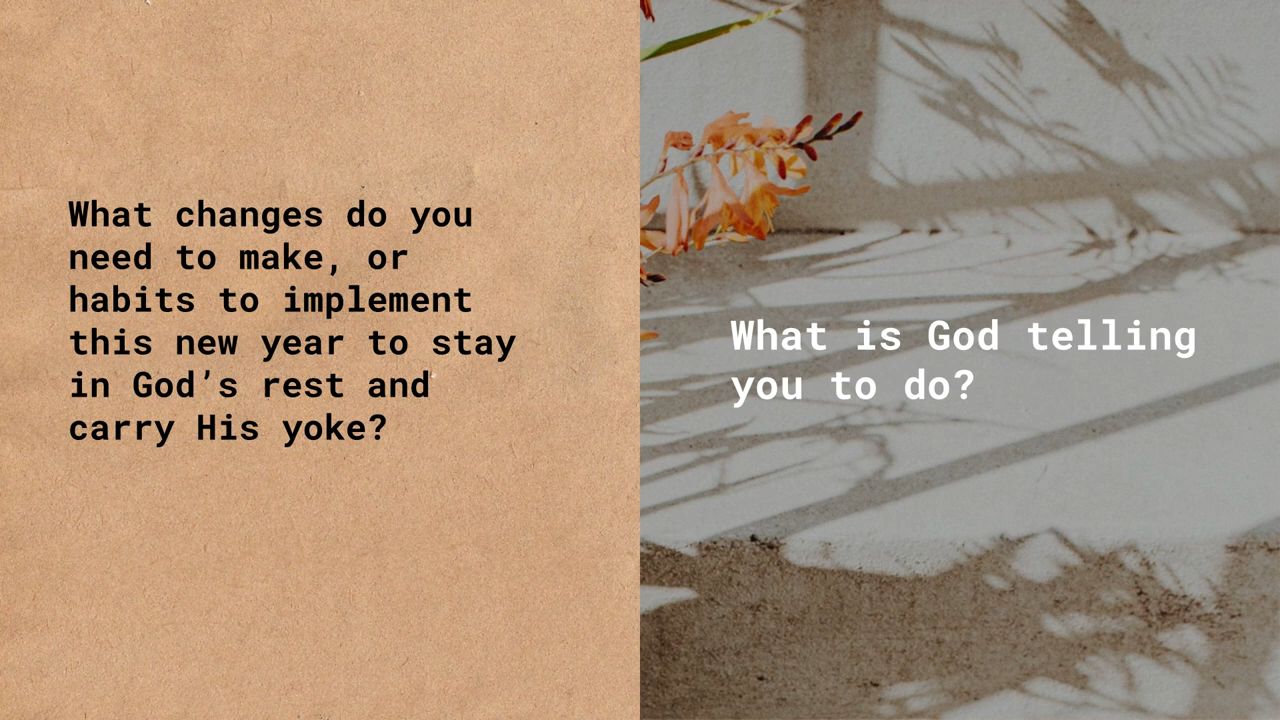 What changes do you
need to make, or
habits to implement
this new year to stay
in God’s rest and
carry His yoke?
What is God telling
you to do?